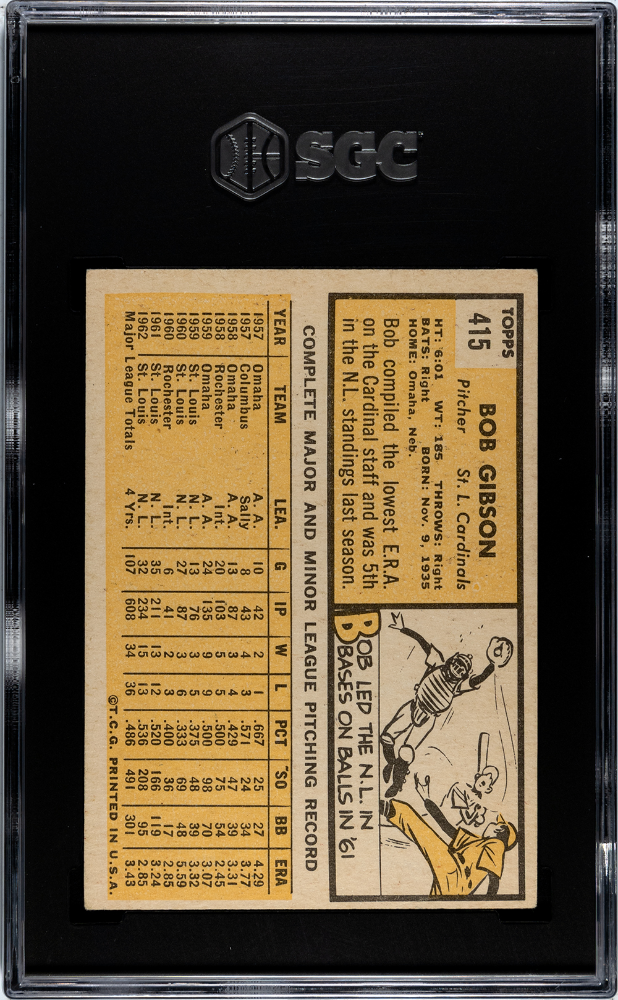 SGC
TOPPS
415
BOB GIBSON
Pitcher St. L. Cardinals
HT: 6:01 WT: 185 THROWS: Right
BATS: Right BORN: Nov. 9, 1935
HOME: Omaha, Neb.
Bob compiled the lowest E.R.A.
on the Cardinal staff and was 5th
in the N.L. standings last season.
BOB LED THE N.L. IN
BASES ON BALLS IN '61
COMPLETE MAJOR AND MINOR LEAGUE PITCHING RECORD
YEAR TEAM LEA. G IP W L PCT SO BB ERA
1957 Omaha A. A. 10 42 2 1 .667 25 27 4.29
1957 Columbus Sally 8 43 4 3 .571 24 34 3.77
1958 Omaha A. A. 13 87 3 4 .429 47 39 3.31
1958 Rochester Int. 20 103 5 5 .500 75 54 2.45
1959 Omaha A. A. 24 135 9 9 .500 98 70 3.07
1959 St. Louis N. L. 13 76 3 5 .375 48 39 3.32
1960 St. Louis N. L. 27 87 3 6 .333 69 48 5.59
1960 Rochester Int. 6 41 2 3 .400 36 17 2.85
1961 St. Louis N. L. 35 211 13 12 .520 166 119 3.24
1962 St. Louis N. L. 32 234 15 13 .536 208 95 2.85
Major League Totals 4 Yrs. 107 608 34 36 .486 491 301 3.43
©T.C.G. PRINTED IN U.S.A.